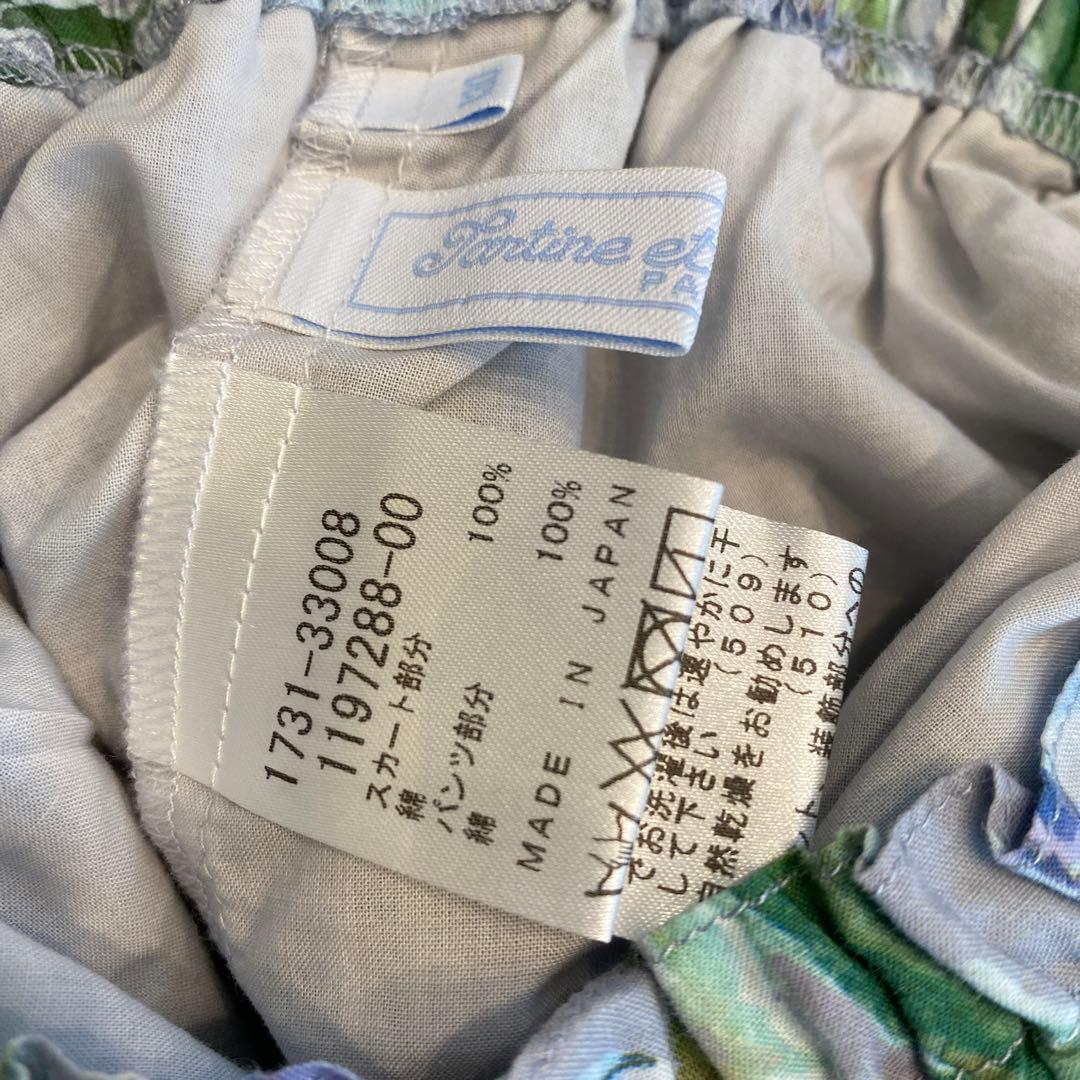 Partine et
1731-33008
1197288-00
スカート部分
綿 100%
パンツ部分
綿 100%
MADE IN JAPAN
でお洗濯後は速やかに干
して下さい (509)
自然乾燥をお勧めします
(510)